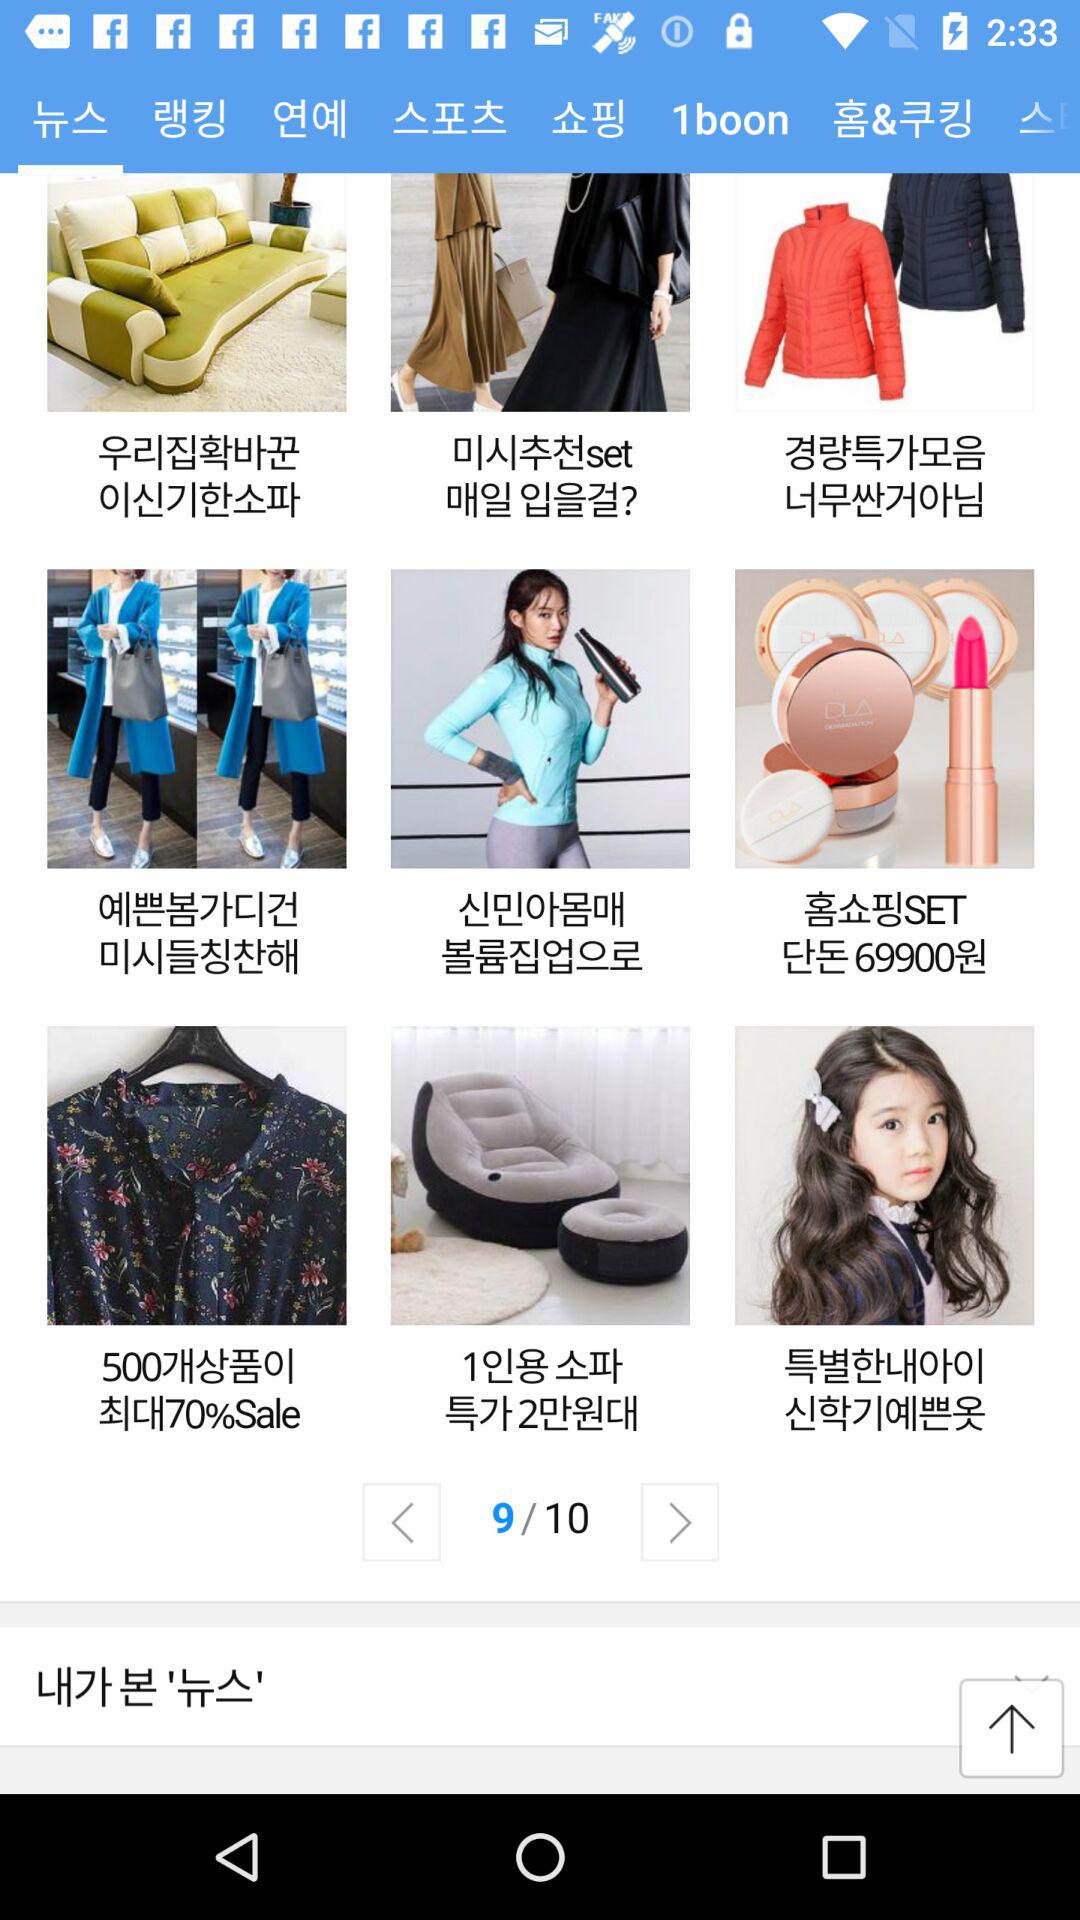 FAKE
2:33
뉴스 랭킹 연예 스포츠 쇼핑 1boon 홈&쿠킹
우리집확바꾼 미시추천set 경량특가모음
이신기한소파 매일 입을걸? 너무싼거아님
DLA
DLA
예쁜봄가디건 신민아몸매 홈쇼핑SET
미시들칭찬해 볼륨집업으로 단돈 69900원
500개상품이 1인용 소파 특별한내아이
최대70%Sale 특가 2만원대 신학기예쁜옷
9 / 10
내가 본 '뉴스'